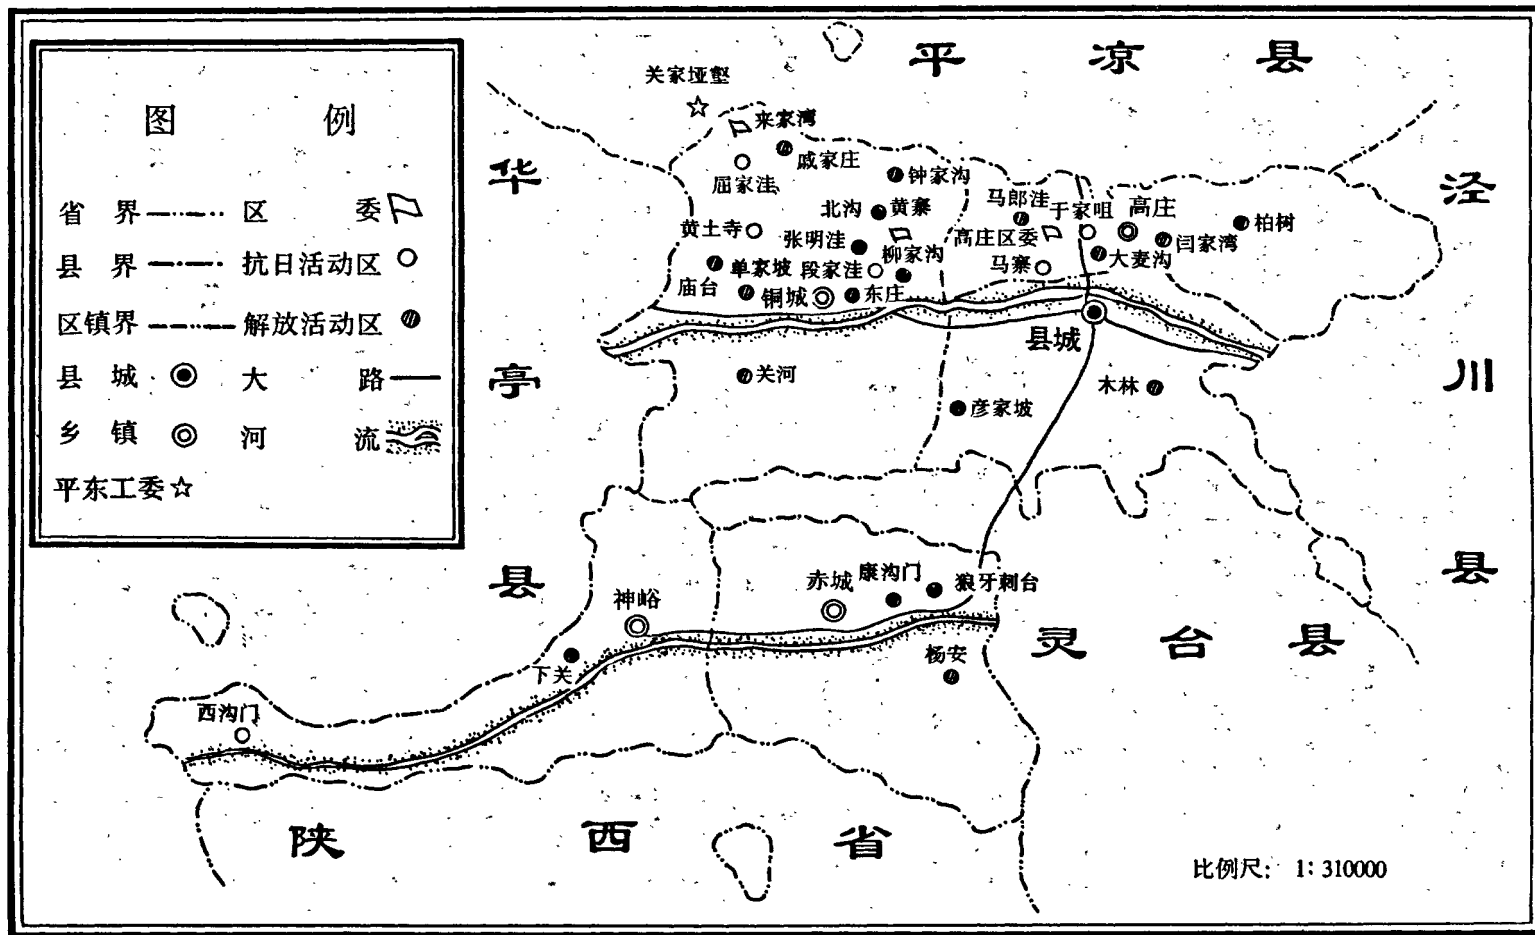 图 例
省界 区委
县界 抗日活动区
区镇界 解放活动区
县城 大路
乡镇 河流
平东工委
平凉县
华亭县
泾川县
灵台县
陕西省
关家垭壑
来家湾
戚家庄
屈家洼
钟家沟
北沟
黄寨
黄土寺
张明洼
柳家沟
单家坡
段家洼
庙台
铜城
东庄
马郎洼
于家咀
高庄
高庄区委
马寨
大麦沟
闫家湾
柏树
县城
关河
彦家坡
木林
神峪
赤城
康沟门
狼牙刺台
下关
杨安
西沟门
比例尺: 1:310000